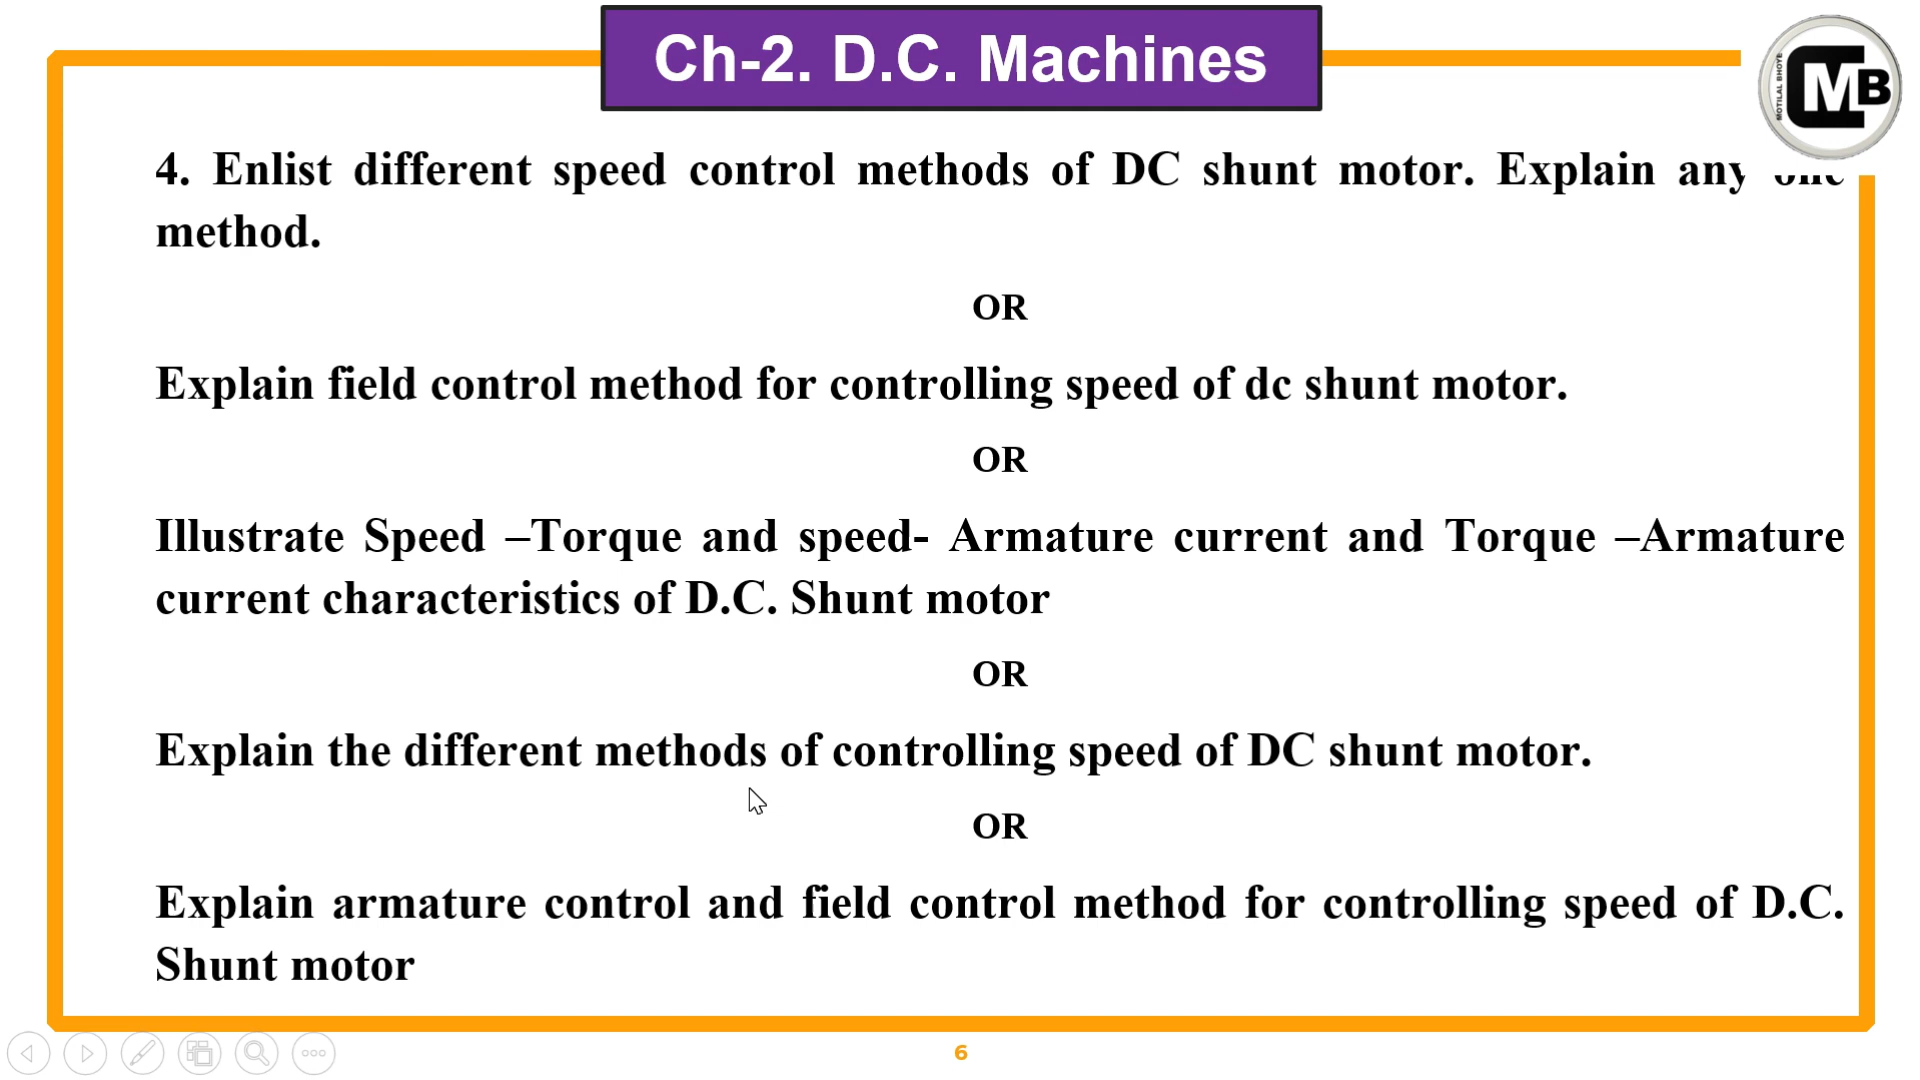 Ch-2. D.C. Machines
MOTILAL BHOYE
MB
4. Enlist different speed control methods of DC shunt motor. Explain any one
method.
OR
Explain field control method for controlling speed of dc shunt motor.
OR
Illustrate Speed –Torque and speed- Armature current and Torque –Armature
current characteristics of D.C. Shunt motor
OR
Explain the different methods of controlling speed of DC shunt motor.
OR
Explain armature control and field control method for controlling speed of D.C.
Shunt motor
6